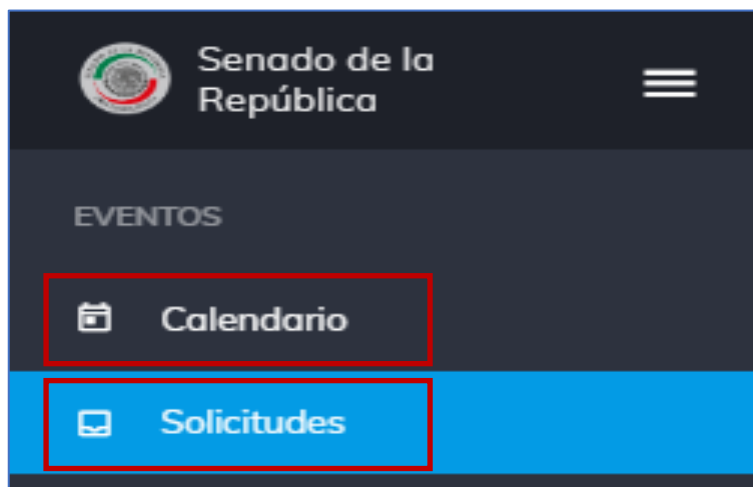 Senado de la
República
EVENTOS
Calendario
Solicitudes